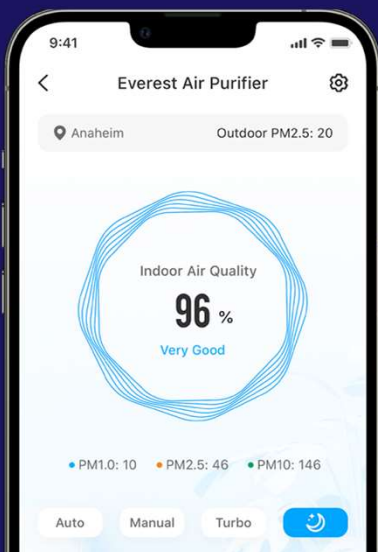 9:41
Everest Air Purifier
Anaheim Outdoor PM2.5: 20
Indoor Air Quality
96 %
Very Good
PM1.0: 10 PM2.5: 46 PM10: 146
Auto Manual Turbo